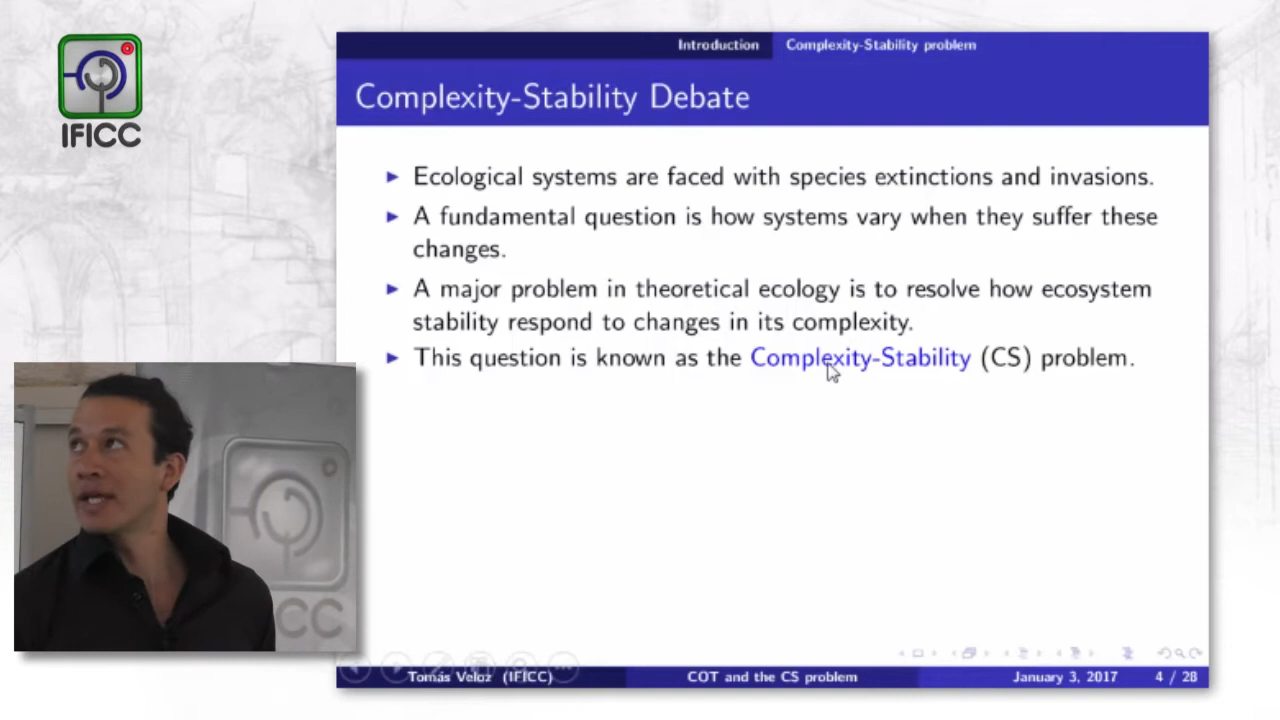 IFICC
Introduction Complexity-Stability problem
Complexity-Stability Debate
Ecological systems are faced with species extinctions and invasions.
A fundamental question is how systems vary when they suffer these
changes.
A major problem in theoretical ecology is to resolve how ecosystem
stability respond to changes in its complexity.
This question is known as the Complexity-Stability (CS) problem.
CC
Tomás Veloz (IFICC) COT and the CS problem January 3, 2017 4 / 28